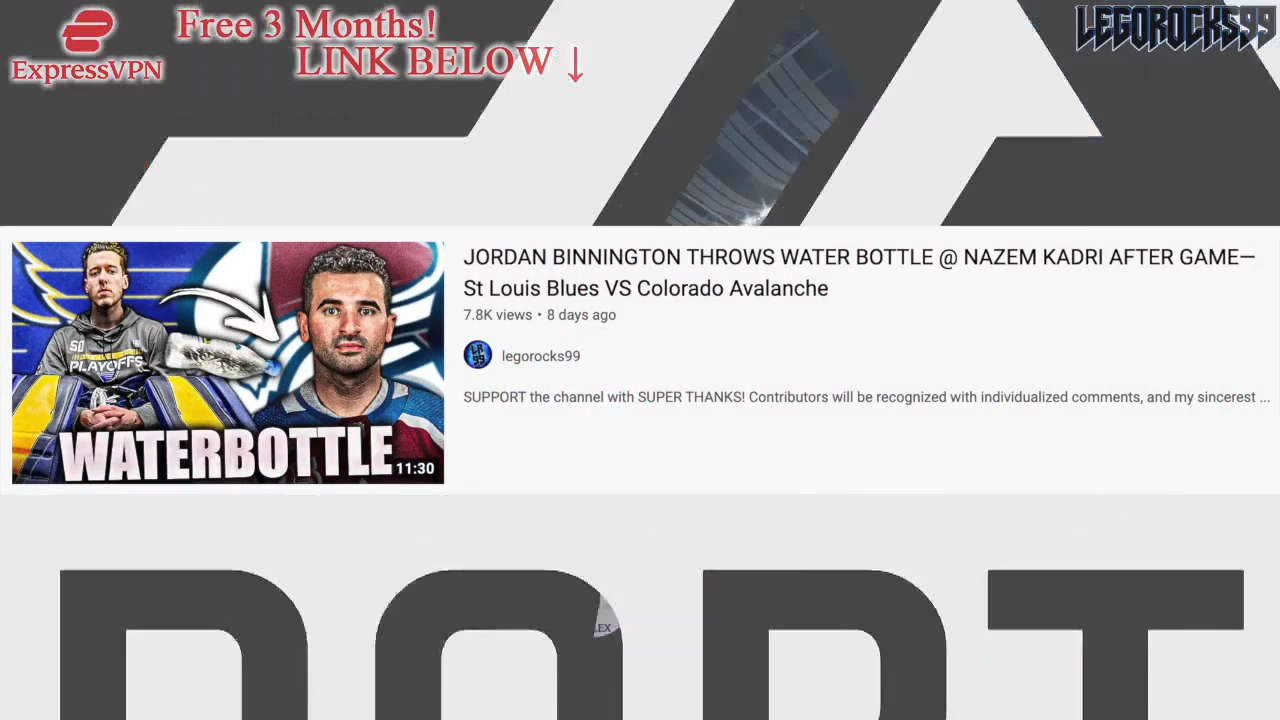 Free 3 Months!
LINK BELOW ↓
ExpressVPN
LEGOROCKS99
JORDAN BINNINGTON THROWS WATER BOTTLE @ NAZEM KADRI AFTER GAME—
St Louis Blues VS Colorado Avalanche
7.8K views • 8 days ago
legorocks99
SUPPORT the channel with SUPER THANKS! Contributors will be recognized with individualized comments, and my sincerest ...
50
PLAYOFFS
WATERBOTTLE
11:30
LEX